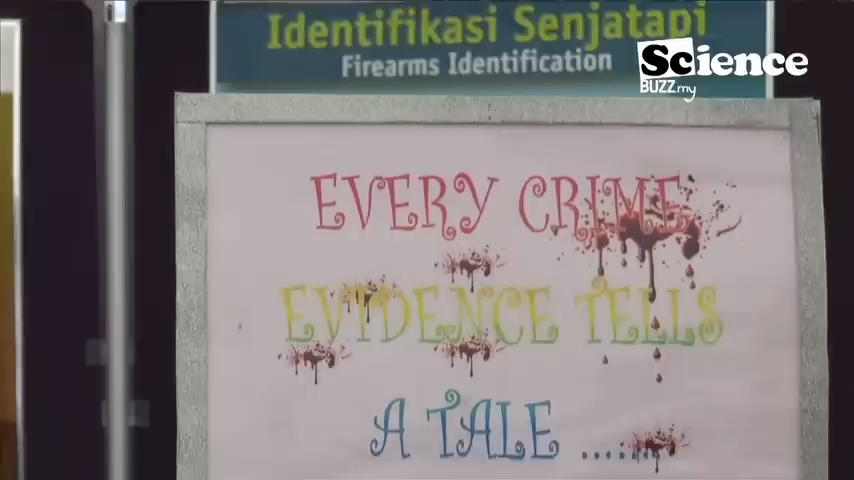 Identifikasi Senjatapi
Firearms Identification
Science
BUZZ.my
EVERY CRIME
EVIDENCE TELLS
A TALE .......